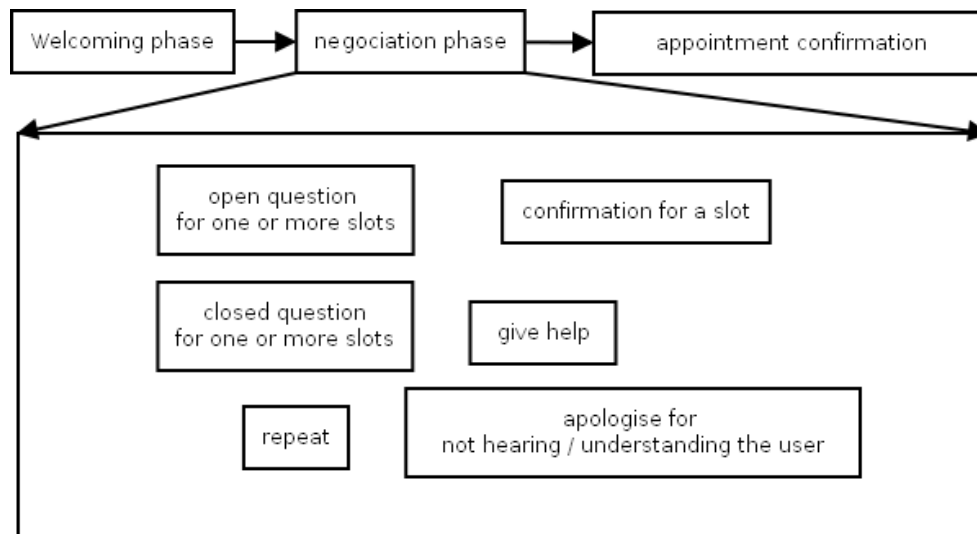 Welcoming phase
negociation phase
appointment confirmation
open question
for one or more slots
confirmation for a slot
closed question
for one or more slots
give help
repeat
apologise for
not hearing / understanding the user